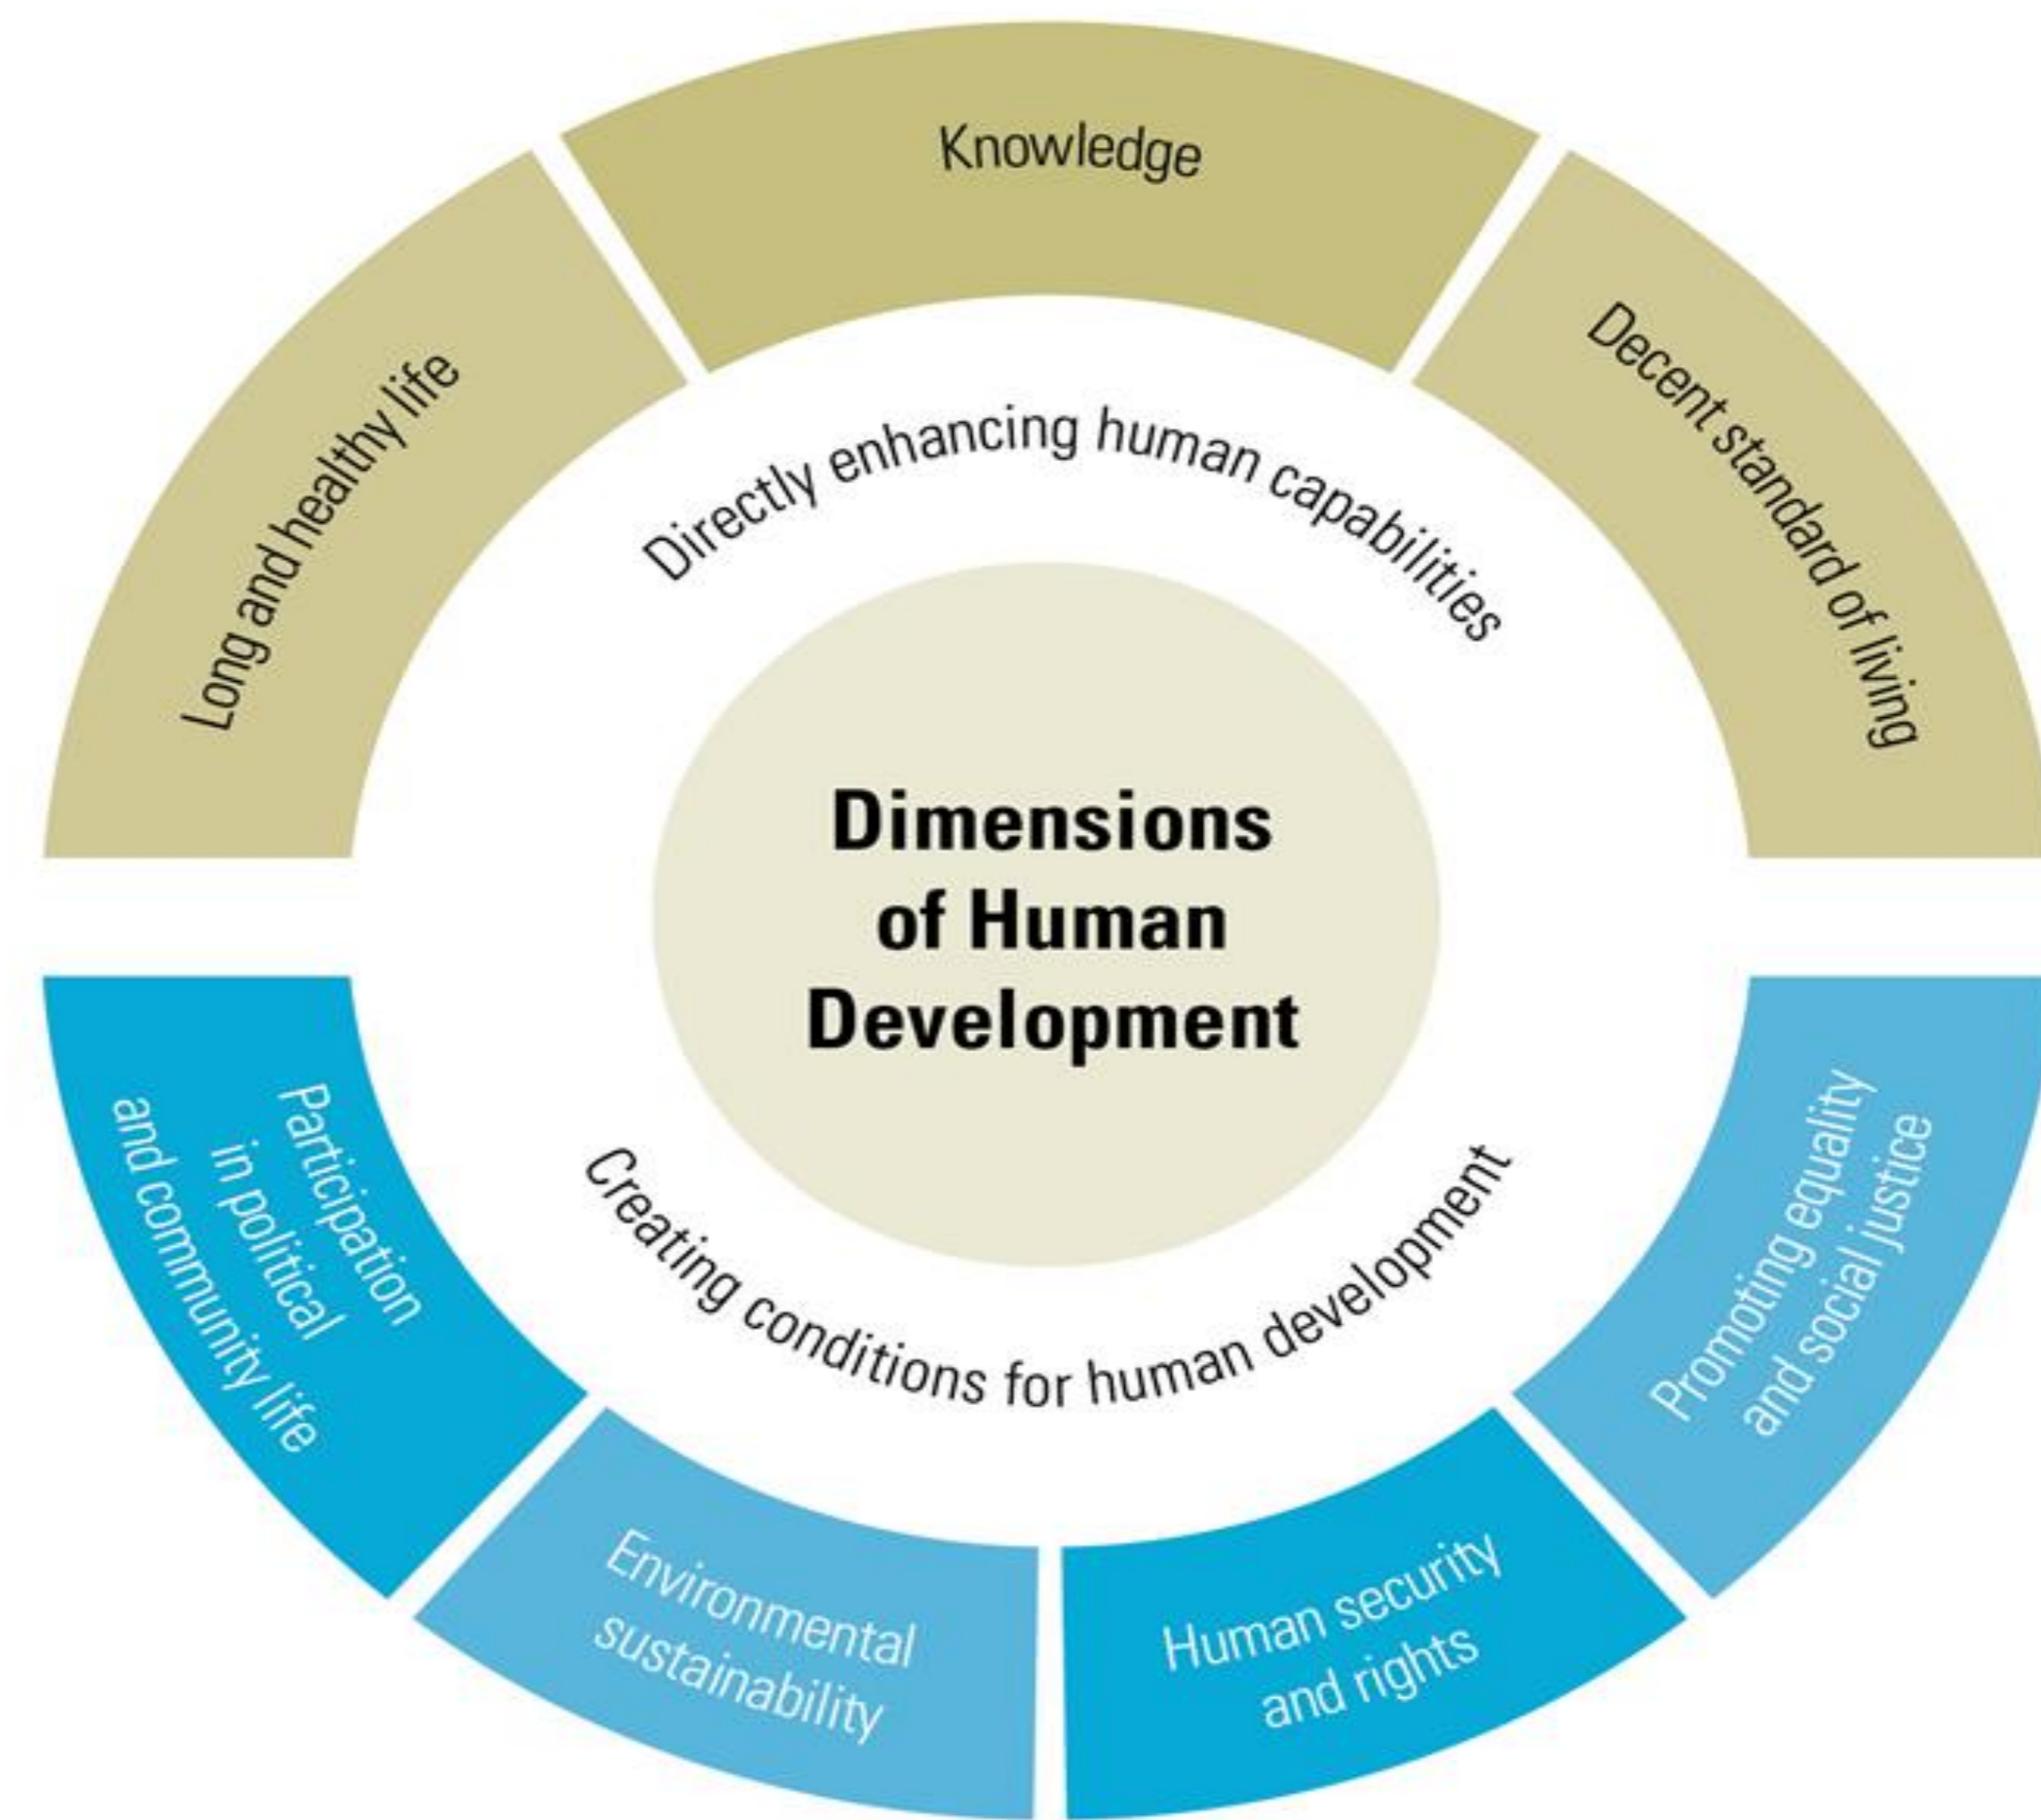 Knowledge
Long and healthy life
Decent standard of living
Directly enhancing human capabilities
Dimensions
of Human
Development
Creating conditions for human development
Participation
in political
and community life
Environmental
sustainability
Human security
and rights
Promoting equality
and social justice